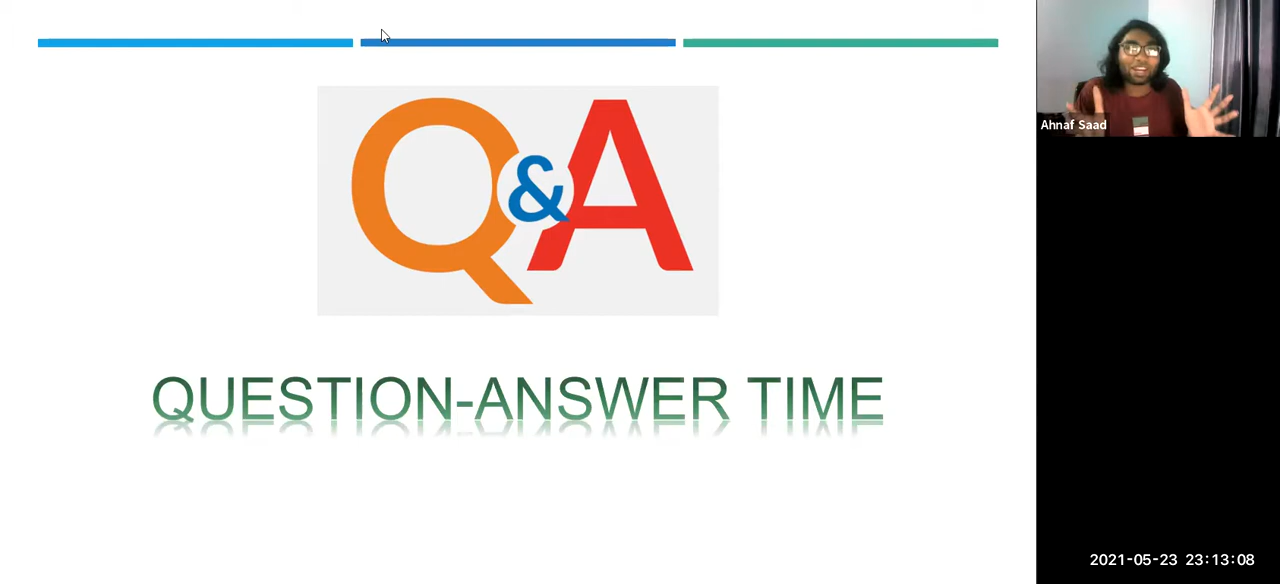 Q&A
QUESTION-ANSWER TIME
Ahnaf Saad
2021-05-23 23:13:08